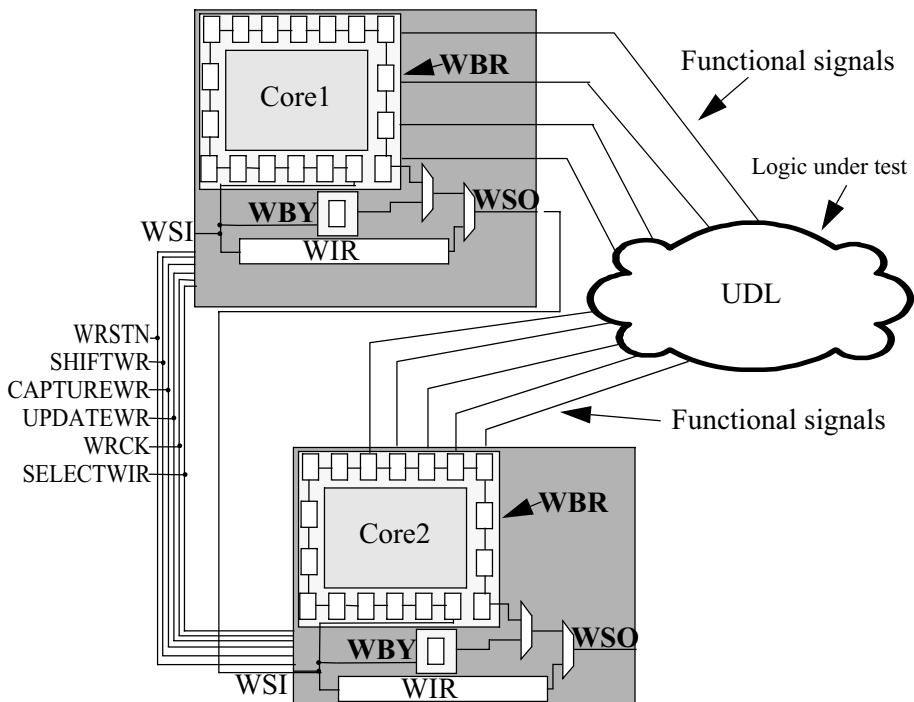 Functional signals
WBR
Core1
Logic under test
WBY
WSO
WSI
WIR
UDL
WRSTN
SHIFTWR
CAPTUREWR
UPDATEWR
WRCK
SELECTWIR
Functional signals
WBR
Core2
WBY
WSO
WSI
WIR